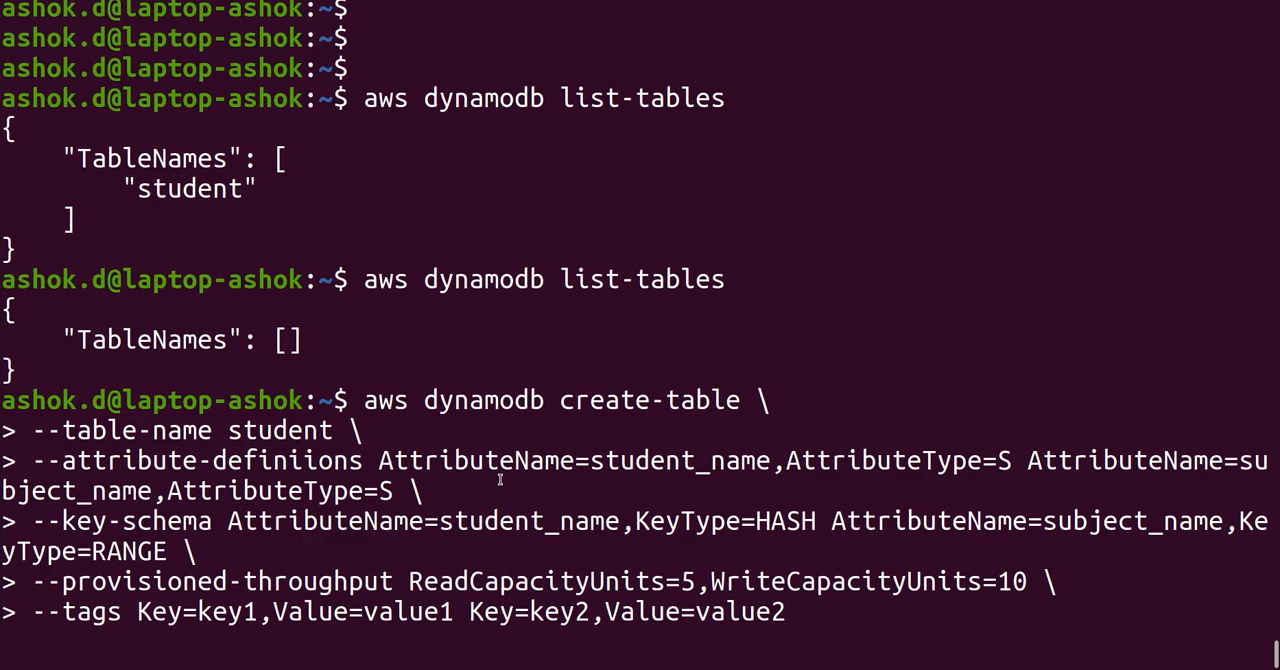 ashok.d@laptop-ashok:~$
ashok.d@laptop-ashok:~$
ashok.d@laptop-ashok:~$
ashok.d@laptop-ashok:~$ aws dynamodb list-tables
{
    "TableNames": [
        "student"
    ]
}
ashok.d@laptop-ashok:~$ aws dynamodb list-tables
{
    "TableNames": []
}
ashok.d@laptop-ashok:~$ aws dynamodb create-table \
> --table-name student \
> --attribute-definiions AttributeName=student_name,AttributeType=S AttributeName=su
bject_name,AttributeType=S \
> --key-schema AttributeName=student_name,KeyType=HASH AttributeName=subject_name,Ke
yType=RANGE \
> --provisioned-throughput ReadCapacityUnits=5,WriteCapacityUnits=10 \
> --tags Key=key1,Value=value1 Key=key2,Value=value2